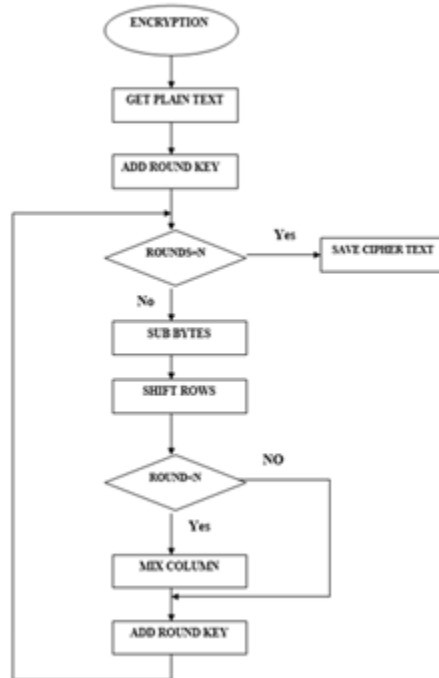 ENCRYPTION
GET PLAIN TEXT
ADD ROUND KEY
ROUNDS=N
Yes
SAVE CIPHER TEXT
No
SUB BYTES
SHIFT ROWS
ROUND<N
NO
Yes
MIX COLUMN
ADD ROUND KEY